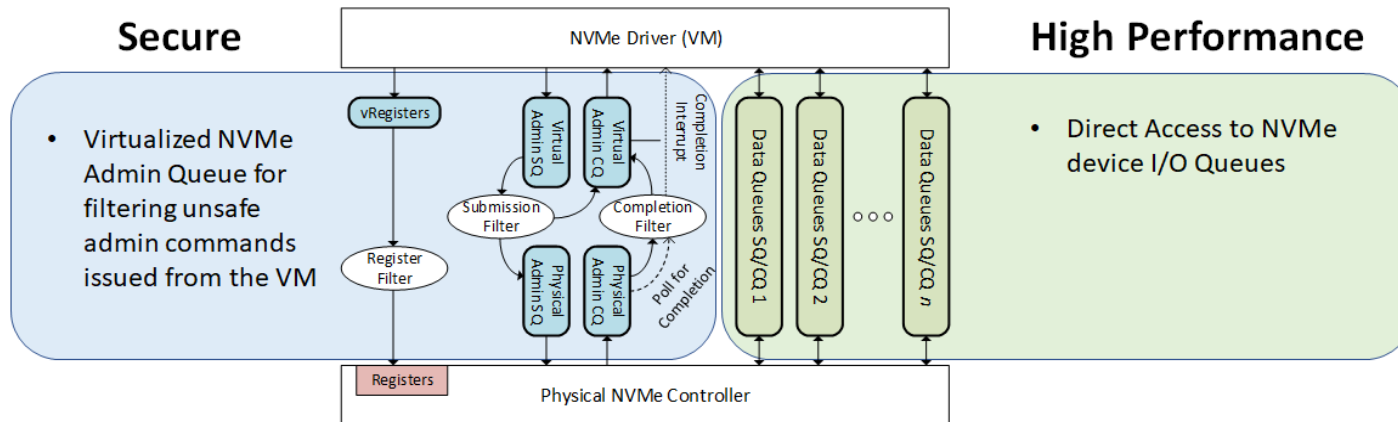 Secure
NVMe Driver (VM)
High Performance
• Virtualized NVMe
Admin Queue for
filtering unsafe
admin commands
issued from the VM
vRegisters
Register
Filter
Virtual
Admin SQ
Virtual
Admin CQ
Completion
Interrupt
Submission
Filter
Completion
Filter
Physical
Admin SQ
Physical
Admin CQ
Poll for
Completion
Data Queues SQ/CQ 1
Data Queues SQ/CQ 2
Data Queues SQ/CQ n
• Direct Access to NVMe
device I/O Queues
Registers
Physical NVMe Controller